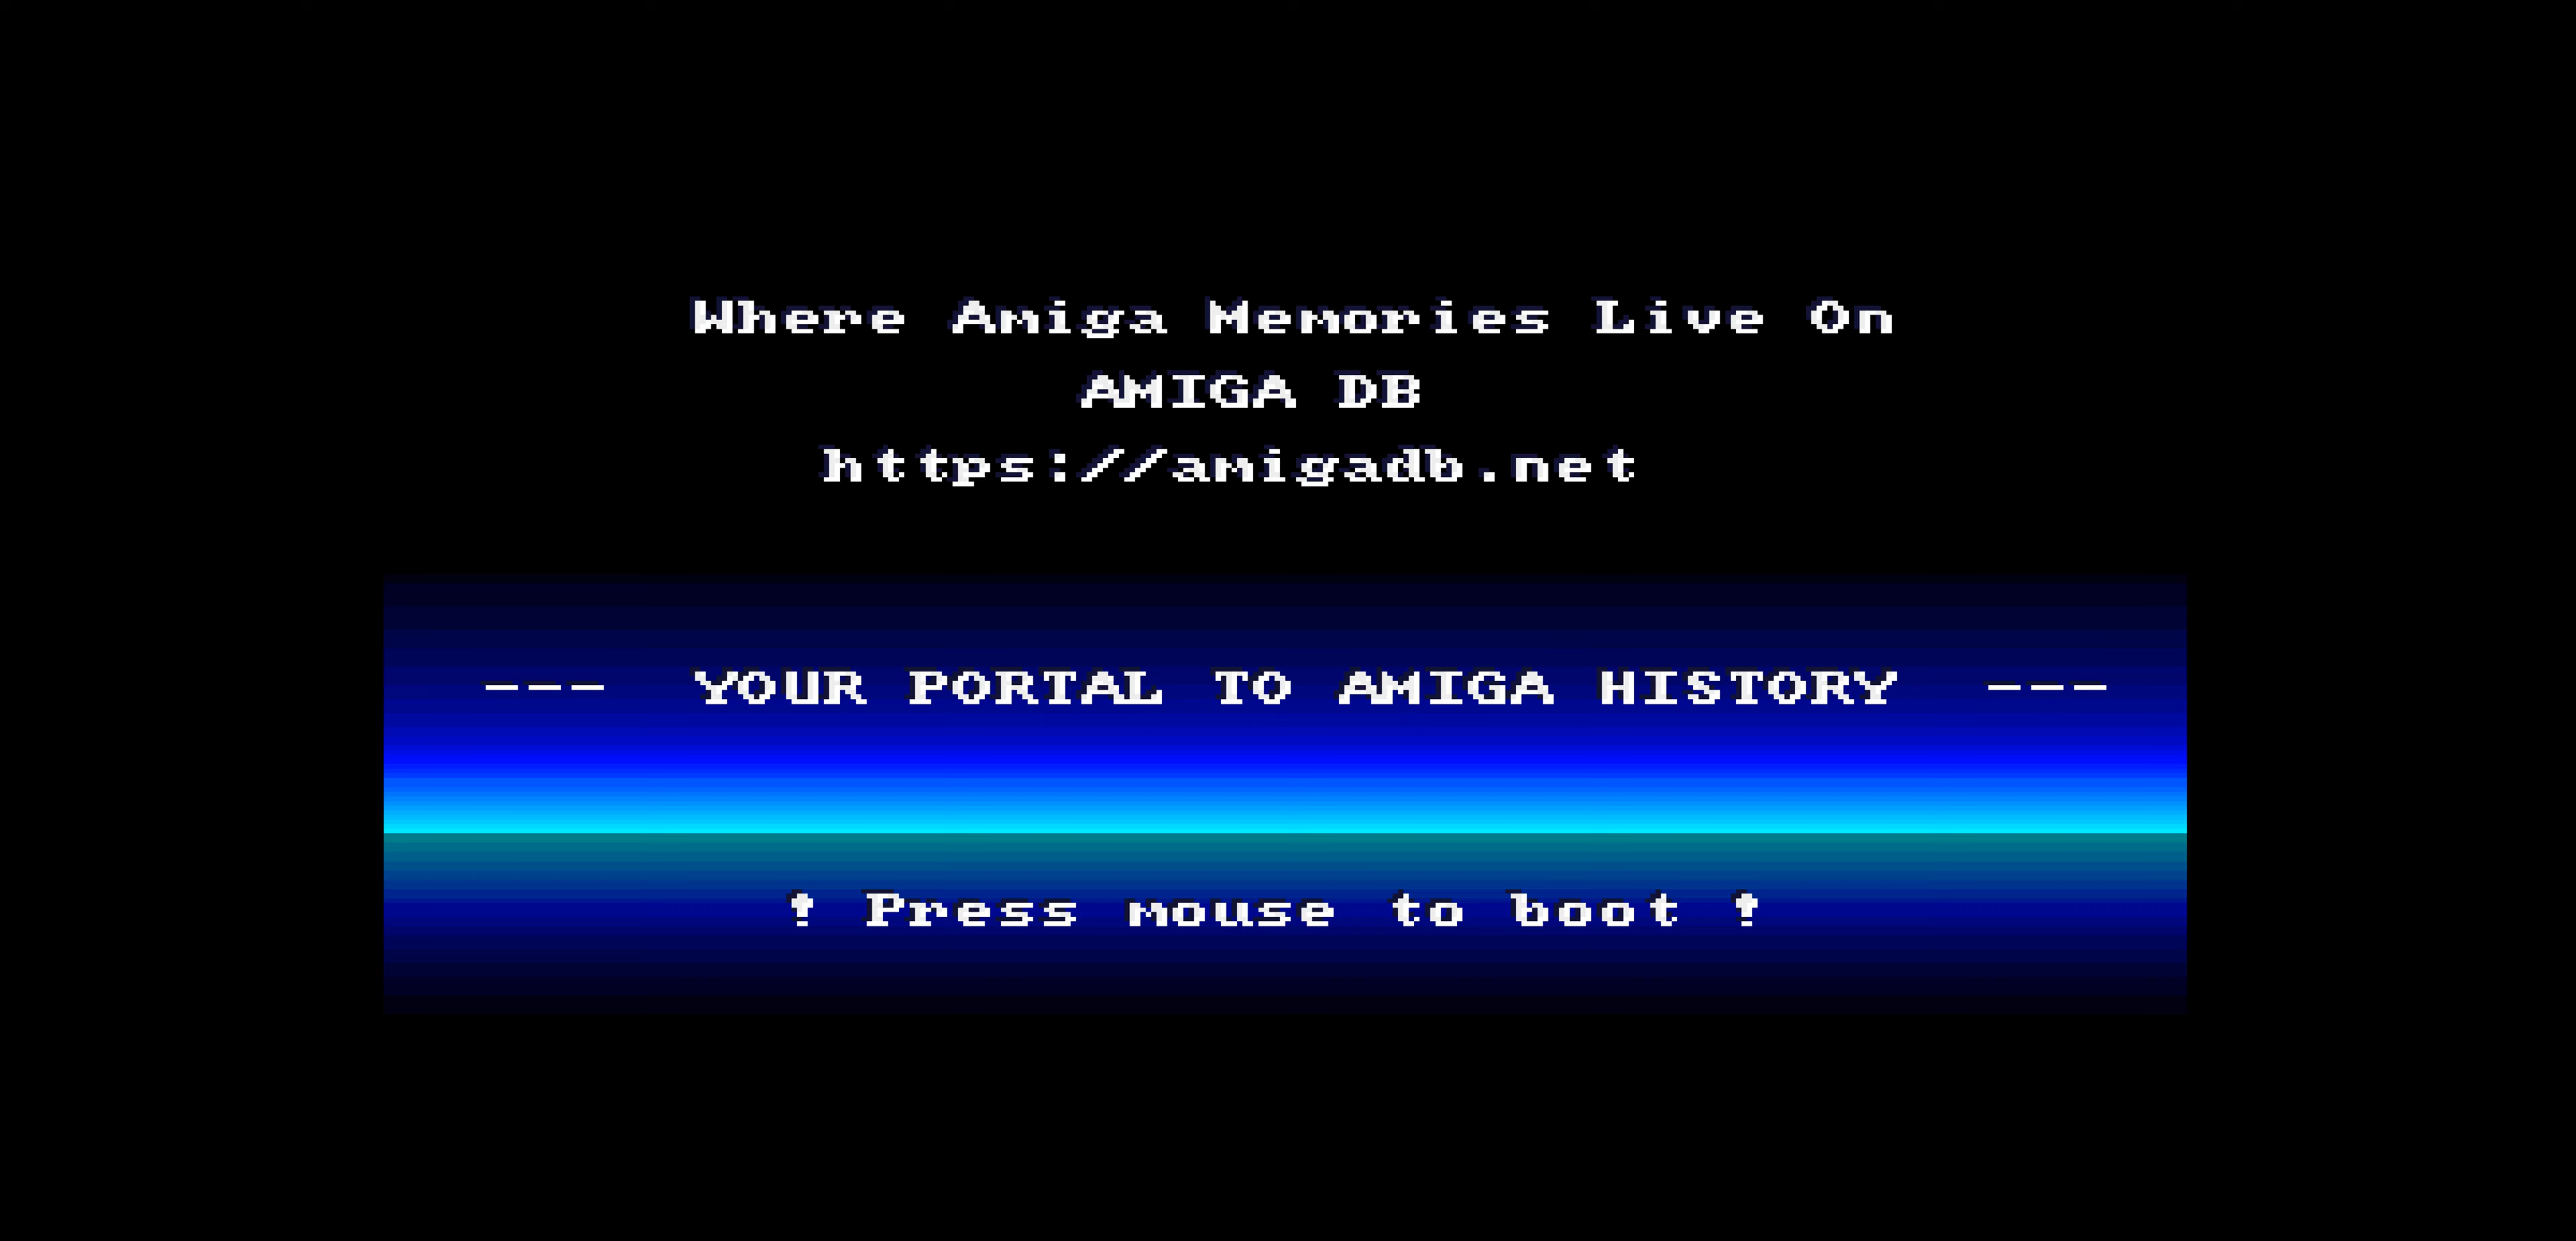 Where Amiga Memories Live On
AMIGA DB
https://amigadb.net
--- YOUR PORTAL TO AMIGA HISTORY ---
! Press mouse to boot !